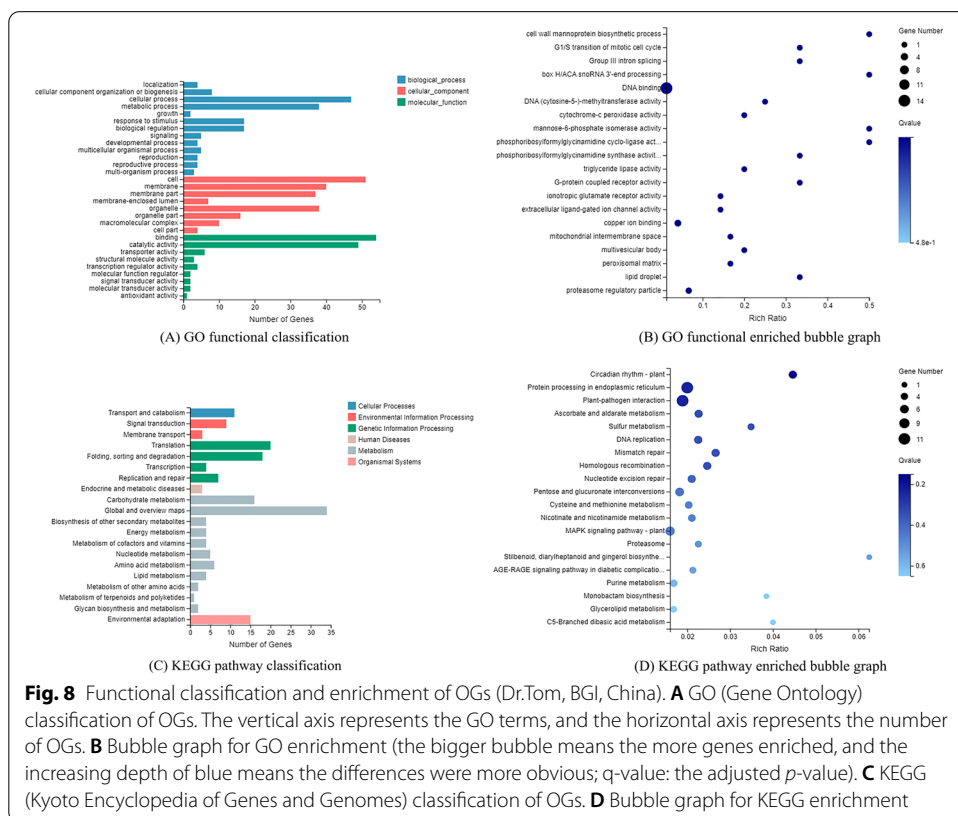 localization
cellular component organization or biogenesis
cellular process
metabolic process
growth
response to stimulus
biological regulation
signaling
developmental process
multicellular organismal process
reproduction
reproductive process
multi-organism process
cell
membrane
membrane part
membrane-enclosed lumen
organelle
organelle part
macromolecular complex
cell part
binding
catalytic activity
transporter activity
structural molecule activity
transcription regulator activity
molecular function regulator
signal transducer activity
molecular transducer activity
antioxidant activity
0 10 20 30 40 50
Number of Genes
biological_process
cellular_component
molecular_function
(A) GO functional classification
cell wall mannoprotein biosynthetic process
G1/S transition of mitotic cell cycle
Group III intron splicing
box H/ACA snoRNA 3'-end processing
DNA binding
DNA (cytosine-5-)-methyltransferase activity
cytochrome-c peroxidase activity
mannose-6-phosphate isomerase activity
phosphoribosylformylglycinamidine cyclo-ligase act...
phosphoribosylformylglycinamidine synthase activit...
triglyceride lipase activity
G-protein coupled receptor activity
ionotropic glutamate receptor activity
extracellular ligand-gated ion channel activity
copper ion binding
mitochondrial intermembrane space
multivesicular body
peroxisomal matrix
lipid droplet
proteasome regulatory particle
0.1 0.2 0.3 0.4 0.5
Rich Ratio
Gene Number
1
4
8
11
14
Qvalue
4.8e-1
(B) GO functional enriched bubble graph
Transport and catabolism
Signal transduction
Membrane transport
Translation
Folding, sorting and degradation
Transcription
Replication and repair
Endocrine and metabolic diseases
Carbohydrate metabolism
Global and overview maps
Biosynthesis of other secondary metabolites
Energy metabolism
Metabolism of cofactors and vitamins
Nucleotide metabolism
Amino acid metabolism
Lipid metabolism
Metabolism of other amino acids
Metabolism of terpenoids and polyketides
Glycan biosynthesis and metabolism
Environmental adaptation
0 5 10 15 20 25 30 35
Number of Genes
Cellular Processes
Environmental Information Processing
Genetic Information Processing
Human Diseases
Metabolism
Organismal Systems
(C) KEGG pathway classification
Circadian rhythm - plant
Protein processing in endoplasmic reticulum
Plant-pathogen interaction
Ascorbate and aldarate metabolism
Sulfur metabolism
DNA replication
Mismatch repair
Homologous recombination
Nucleotide excision repair
Pentose and glucuronate interconversions
Cysteine and methionine metabolism
Nicotinate and nicotinamide metabolism
MAPK signaling pathway - plant
Proteasome
Stilbenoid, diarylheptanoid and gingerol biosynthe...
AGE-RAGE signaling pathway in diabetic complicatio...
Purine metabolism
Monobactam biosynthesis
Glycerolipid metabolism
C5-Branched dibasic acid metabolism
0.02 0.03 0.04 0.05 0.06
Rich Ratio
Gene Number
1
4
6
9
11
Qvalue
0.2
0.4
0.6
(D) KEGG pathway enriched bubble graph
Fig. 8 Functional classification and enrichment of OGs (Dr.Tom, BGI, China). A GO (Gene Ontology)
classification of OGs. The vertical axis represents the GO terms, and the horizontal axis represents the number
of OGs. B Bubble graph for GO enrichment (the bigger bubble means the more genes enriched, and the
increasing depth of blue means the differences were more obvious; q-value: the adjusted p-value). C KEGG
(Kyoto Encyclopedia of Genes and Genomes) classification of OGs. D Bubble graph for KEGG enrichment